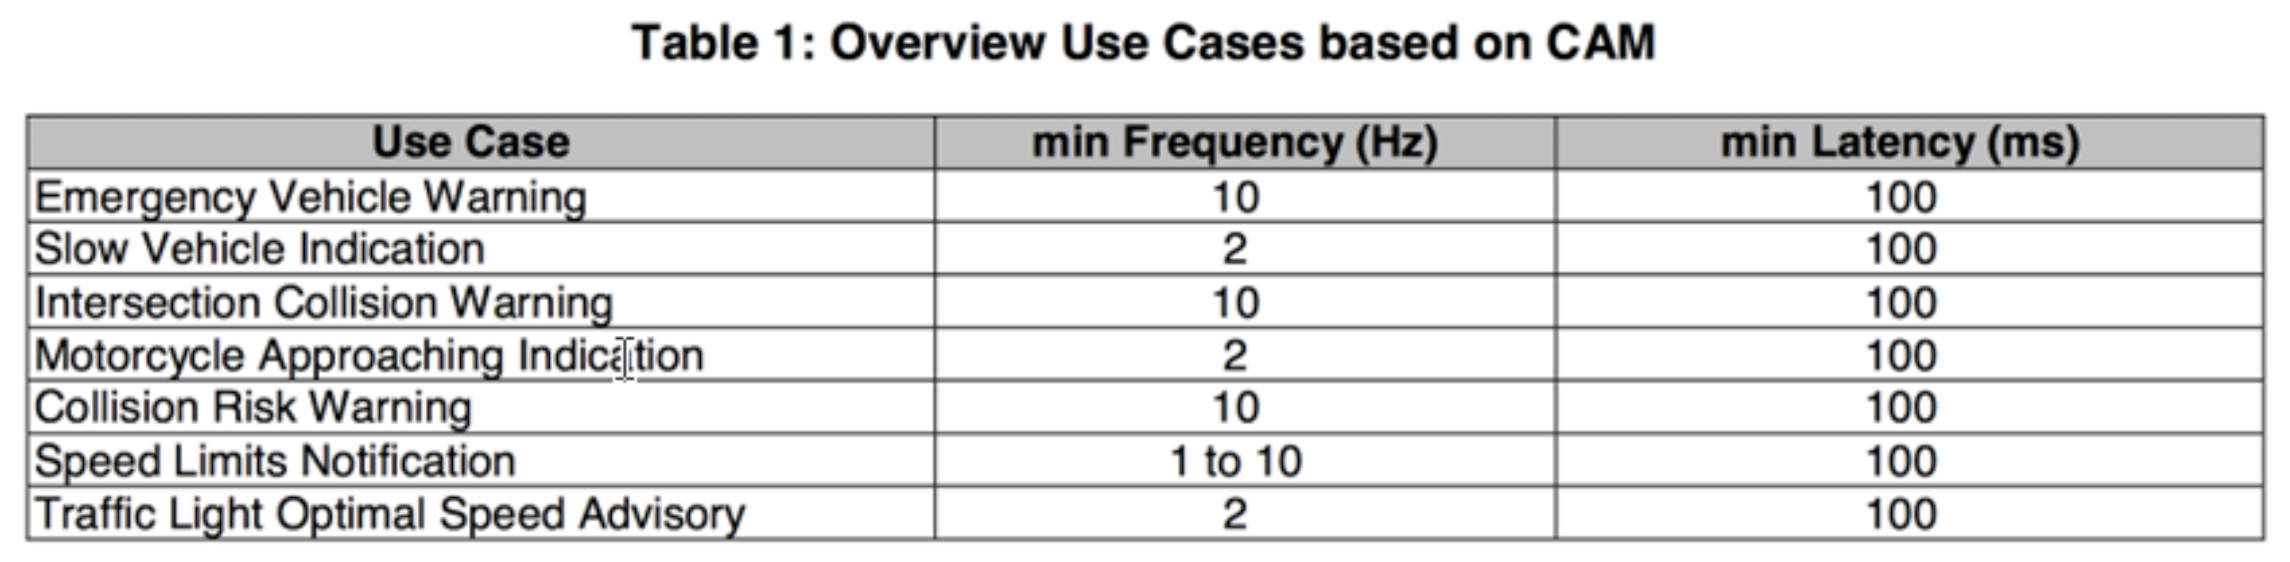 Table 1: Overview Use Cases based on CAM
Use Case min Frequency (Hz) min Latency (ms)
Emergency Vehicle Warning 10 100
Slow Vehicle Indication 2 100
Intersection Collision Warning 10 100
Motorcycle Approaching Indication 2 100
Collision Risk Warning 10 100
Speed Limits Notification 1 to 10 100
Traffic Light Optimal Speed Advisory 2 100